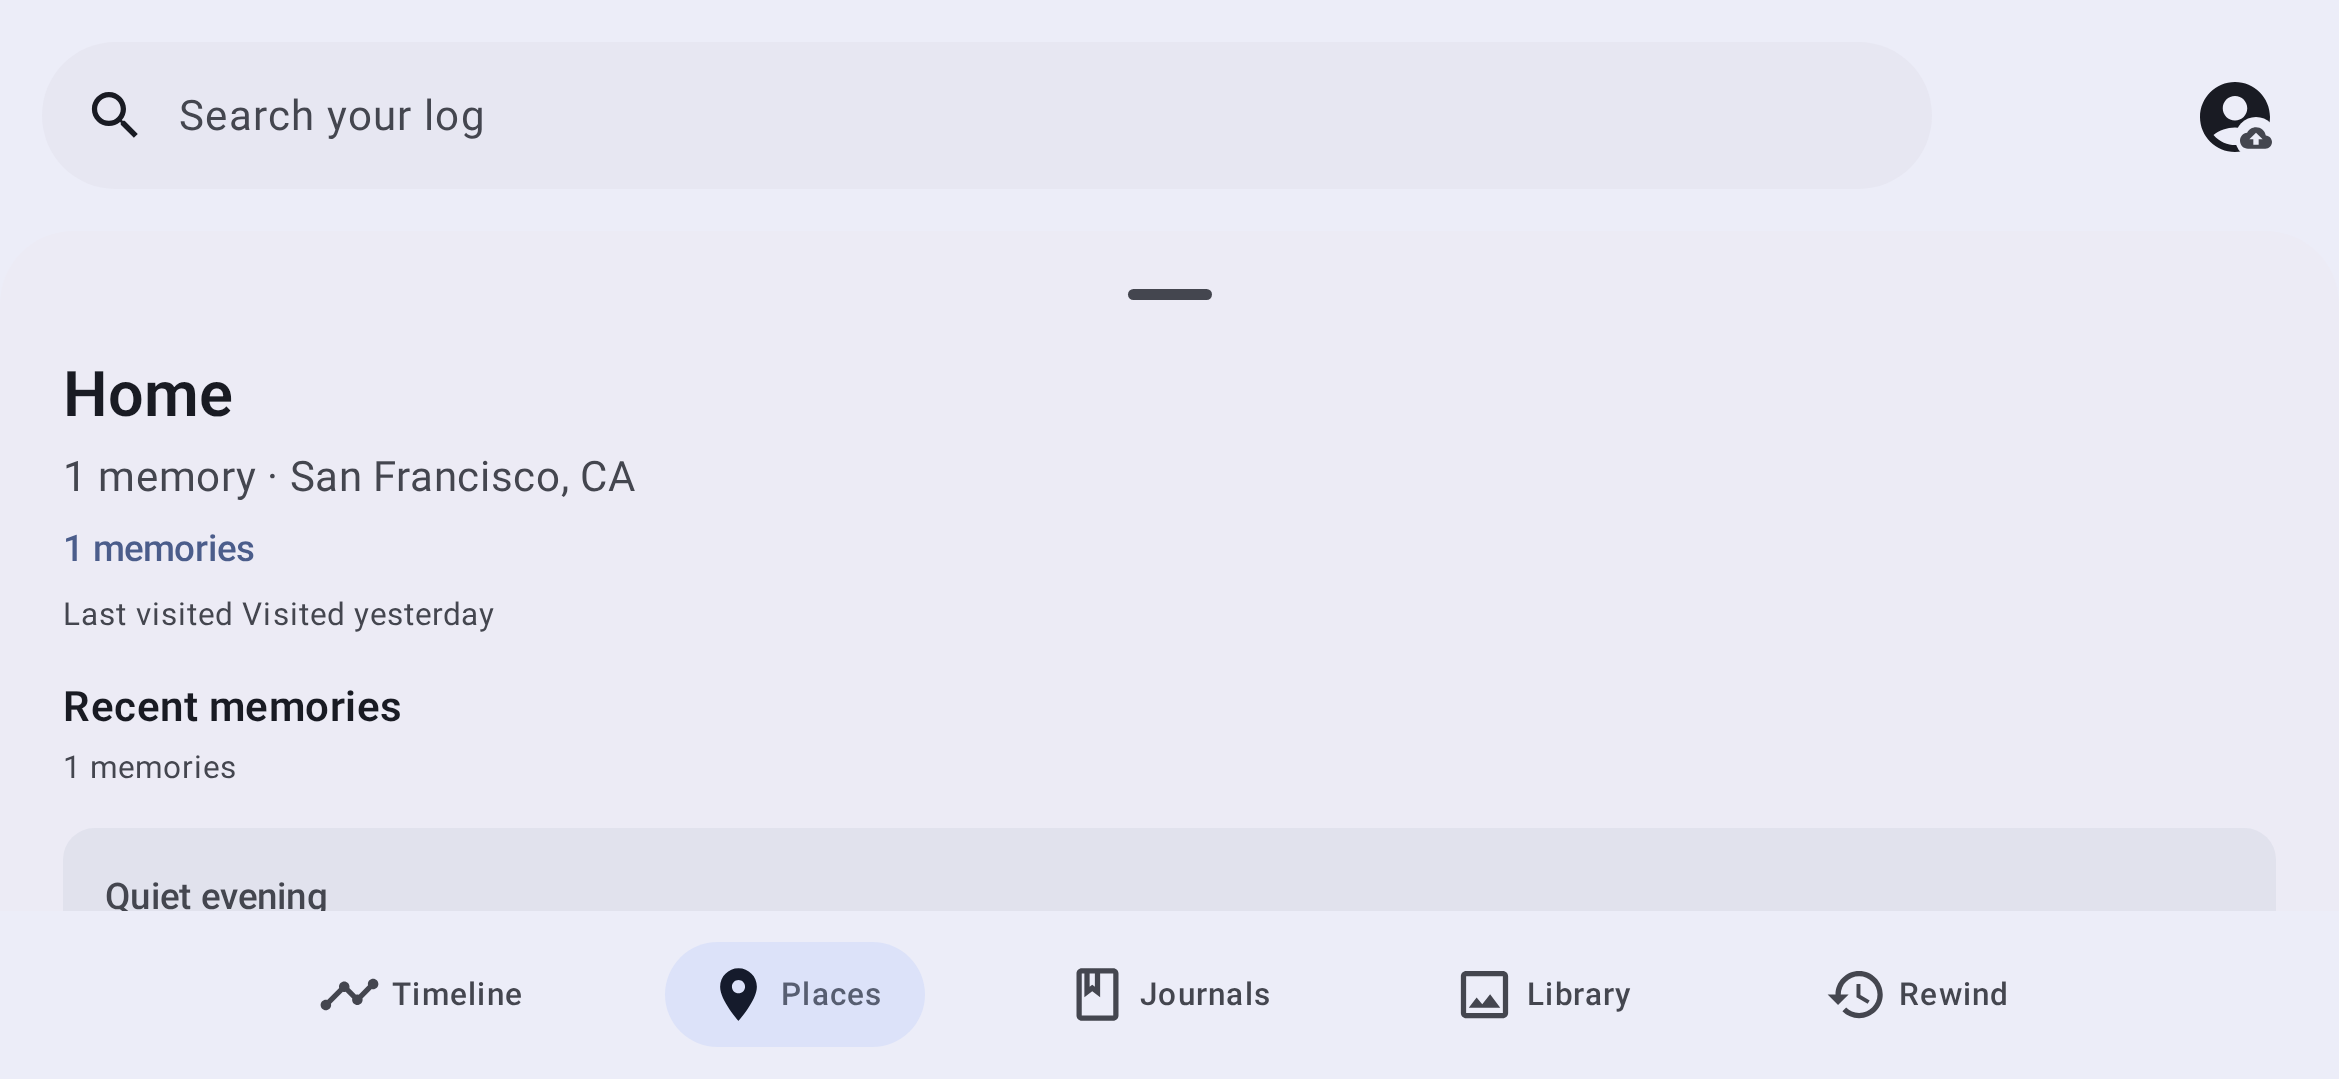 Search your log
Home
1 memory · San Francisco, CA
1 memories
Last visited Visited yesterday
Recent memories
1 memories
Quiet evening
Timeline
Places
Journals
Library
Rewind